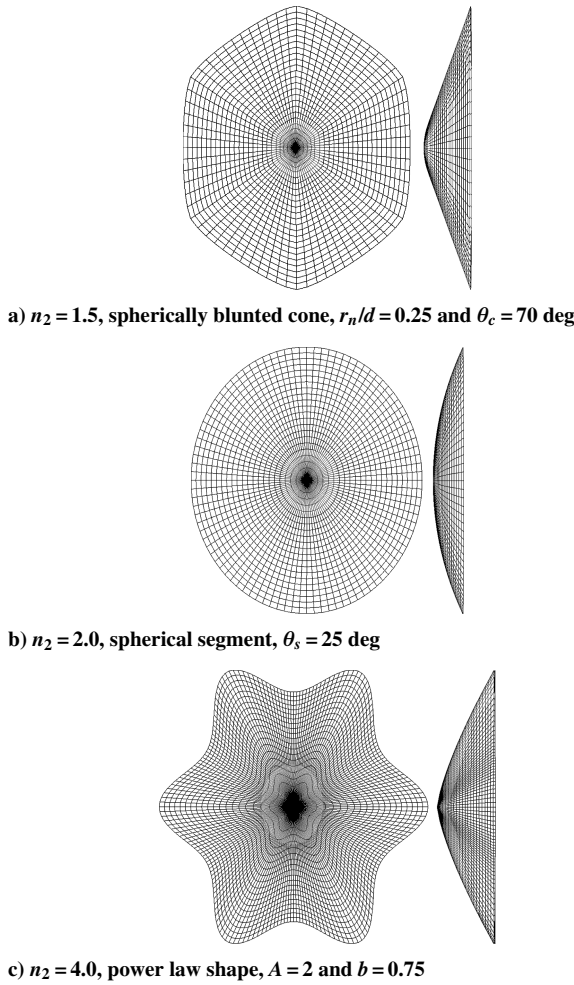 a) n₂ = 1.5, spherically blunted cone, rₙ/d = 0.25 and θ꜀ = 70 deg
b) n₂ = 2.0, spherical segment, θₛ = 25 deg
c) n₂ = 4.0, power law shape, A = 2 and b = 0.75